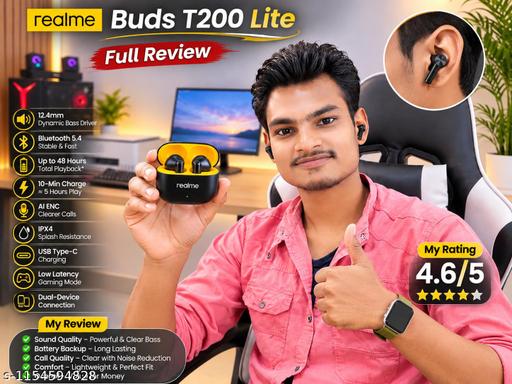 realme Buds T200 Lite
Full Review
12.4mm
Dynamic Bass Driver
Bluetooth 5.4
Stable & Fast
Up to 48 Hours
Total Playback*
10-Min Charge
= 5 Hours Play
AI ENC
Clearer Calls
IPX4
Splash Resistance
USB Type-C
Charging
Low Latency
Gaming Mode
Dual-Device
Connection
realme
My Rating
4.6/5
My Review
Sound Quality – Powerful & Clear Bass
Battery Backup – Long Lasting
Call Quality – Clear with Noise Reduction
Comfort – Lightweight & Perfect Fit
S-1154594828
Money